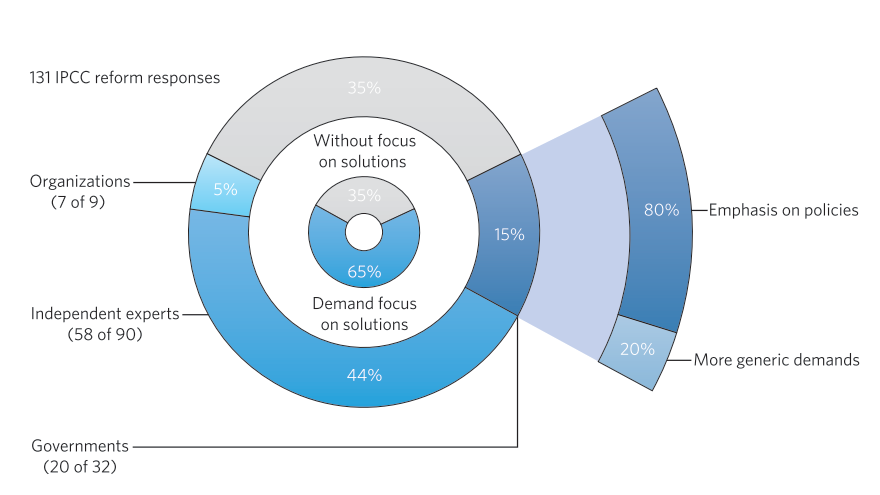 131 IPCC reform responses
35%
Without focus
on solutions
Organizations
(7 of 9)
5%
35%
80%
Emphasis on policies
15%
65%
Independent experts
(58 of 90)
Demand focus
on solutions
20%
More generic demands
44%
Governments
(20 of 32)